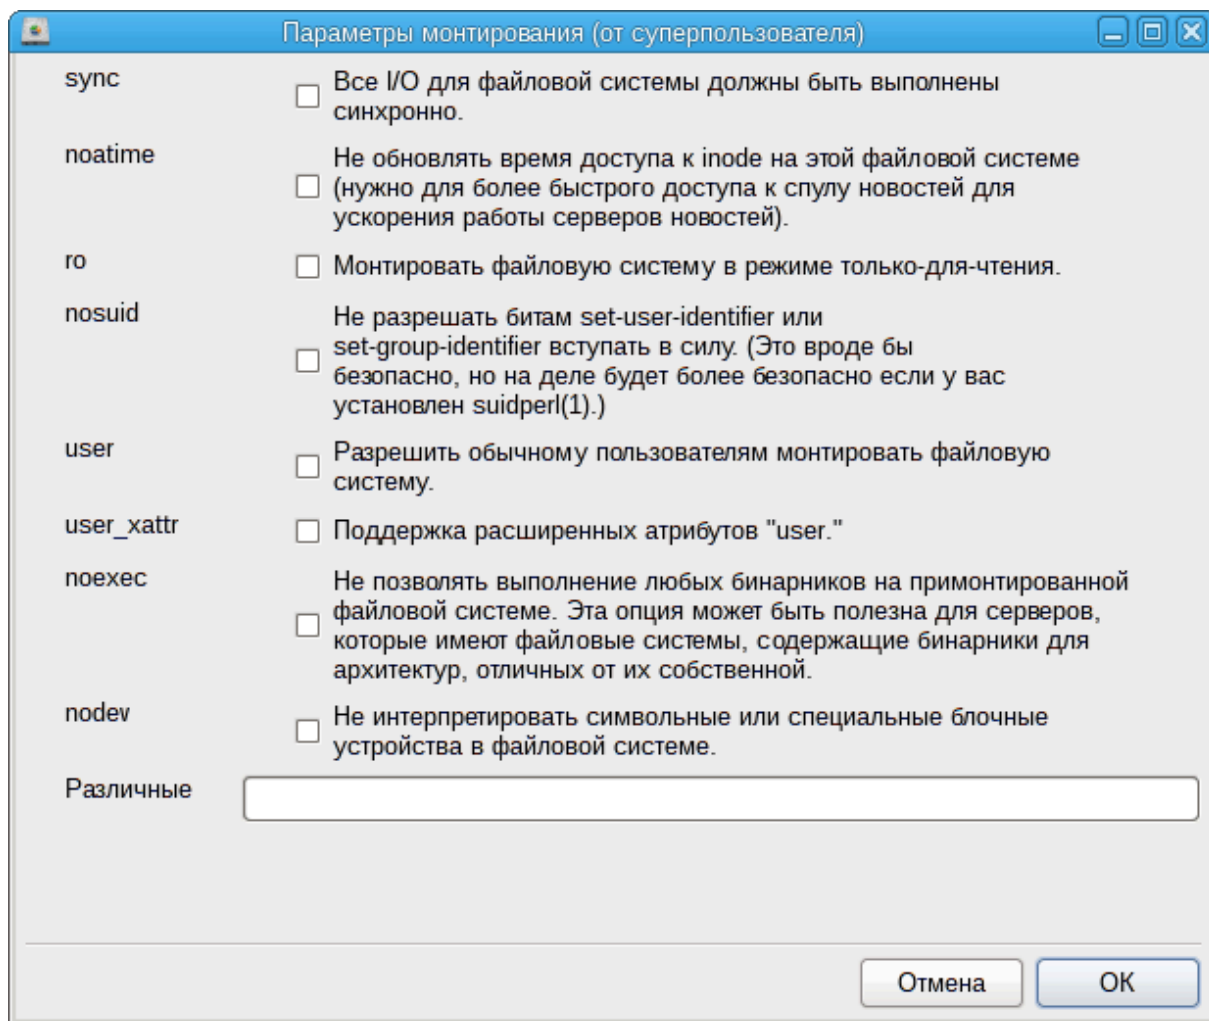 Параметры монтирования (от суперпользователя)
sync
Все I/O для файловой системы должны быть выполнены
синхронно.
noatime
Не обновлять время доступа к inode на этой файловой системе
(нужно для более быстрого доступа к спулу новостей для
ускорения работы серверов новостей).
ro
Монтировать файловую систему в режиме только-для-чтения.
nosuid
Не разрешать битам set-user-identifier или
set-group-identifier вступать в силу. (Это вроде бы
безопасно, но на деле будет более безопасно если у вас
установлен suidperl(1).)
user
Разрешить обычному пользователям монтировать файловую
систему.
user_xattr
Поддержка расширенных атрибутов "user."
noexec
Не позволять выполнение любых бинарников на примонтированной
файловой системе. Эта опция может быть полезна для серверов,
которые имеют файловые системы, содержащие бинарники для
архитектур, отличных от их собственной.
nodev
Не интерпретировать символьные или специальные блочные
устройства в файловой системе.
Различные
Отмена
OK